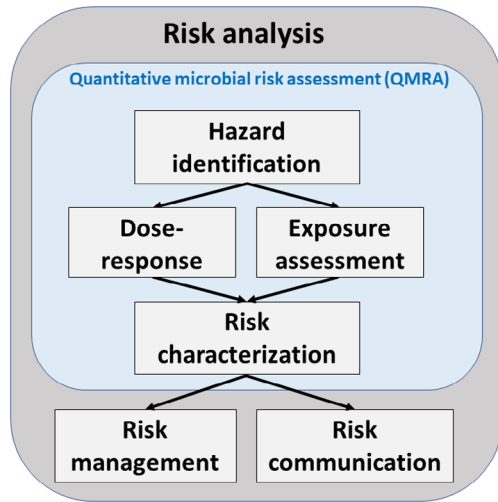 Risk analysis
Quantitative microbial risk assessment (QMRA)
Hazard
identification
Dose-
response
Exposure
assessment
Risk
characterization
Risk
management
Risk
communication